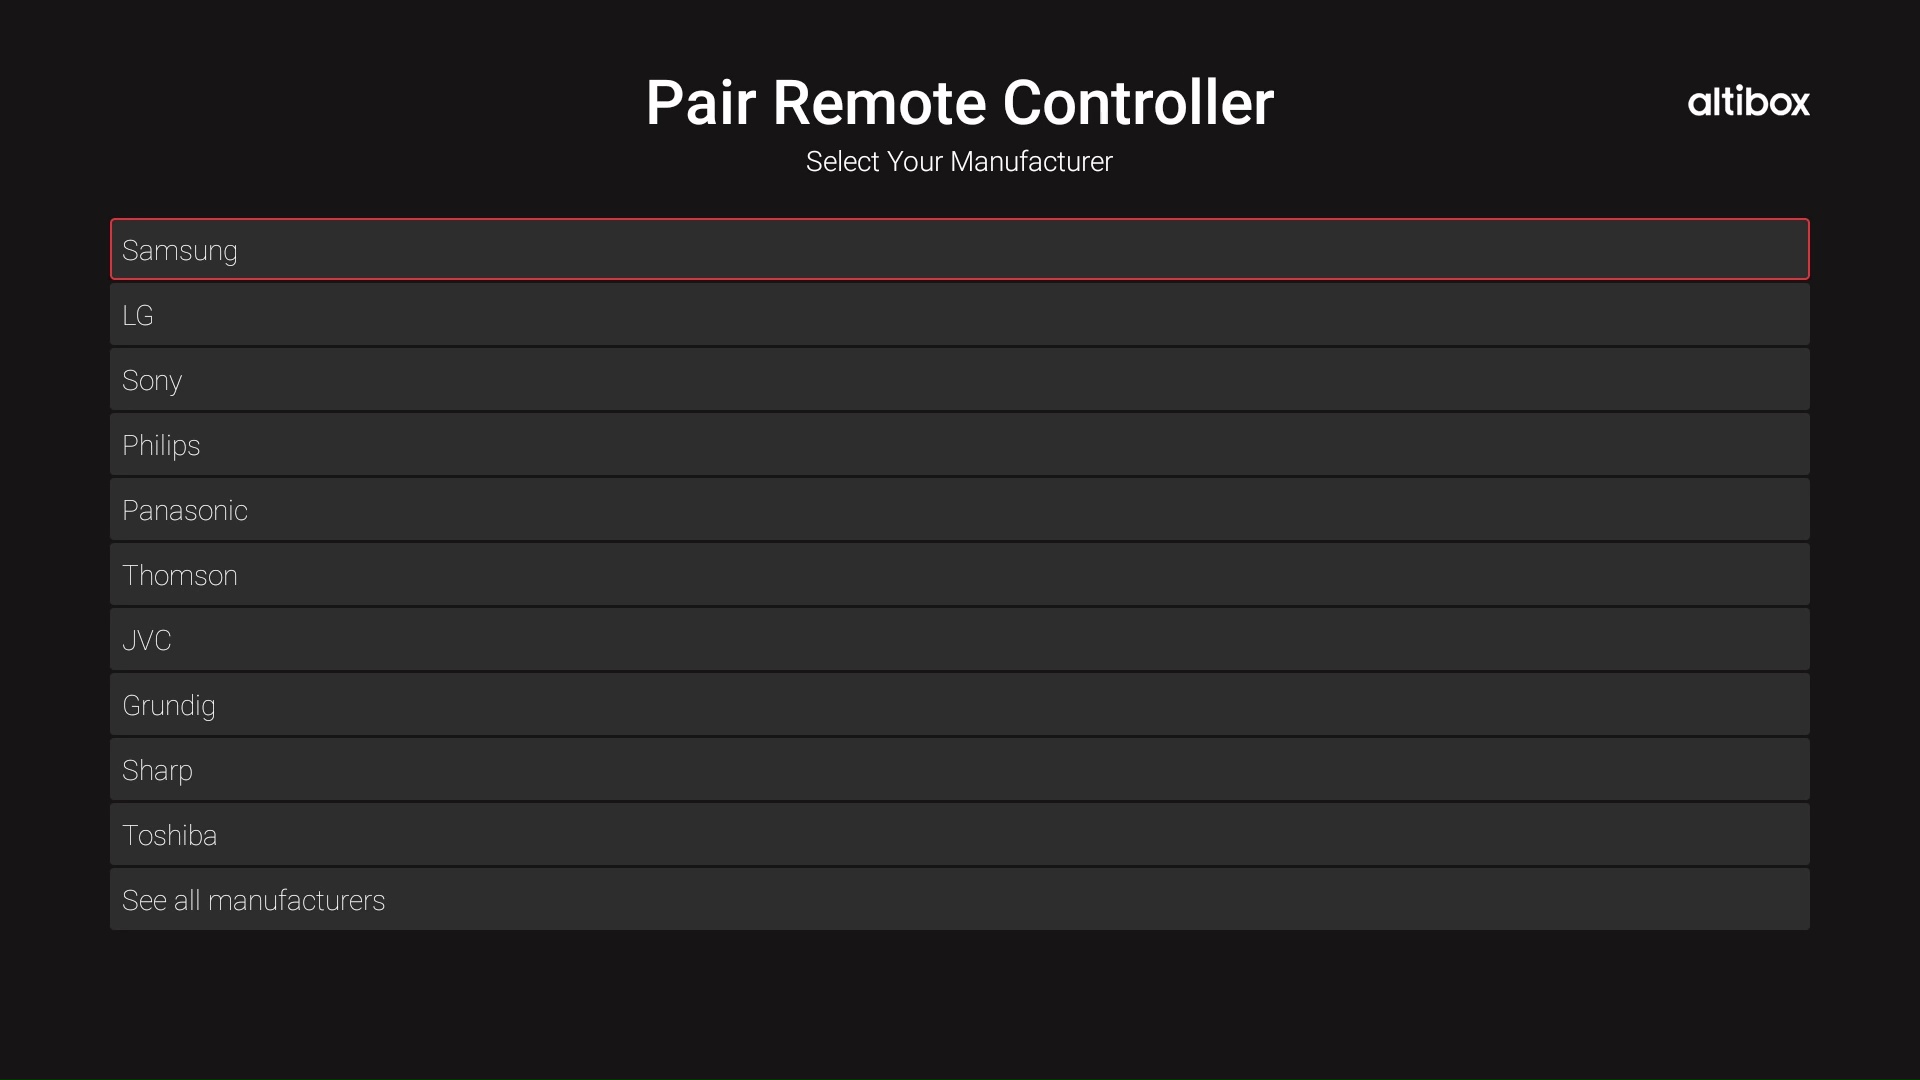 Pair Remote Controller
altibox
Select Your Manufacturer
Samsung
LG
Sony
Philips
Panasonic
Thomson
JVC
Grundig
Sharp
Toshiba
See all manufacturers